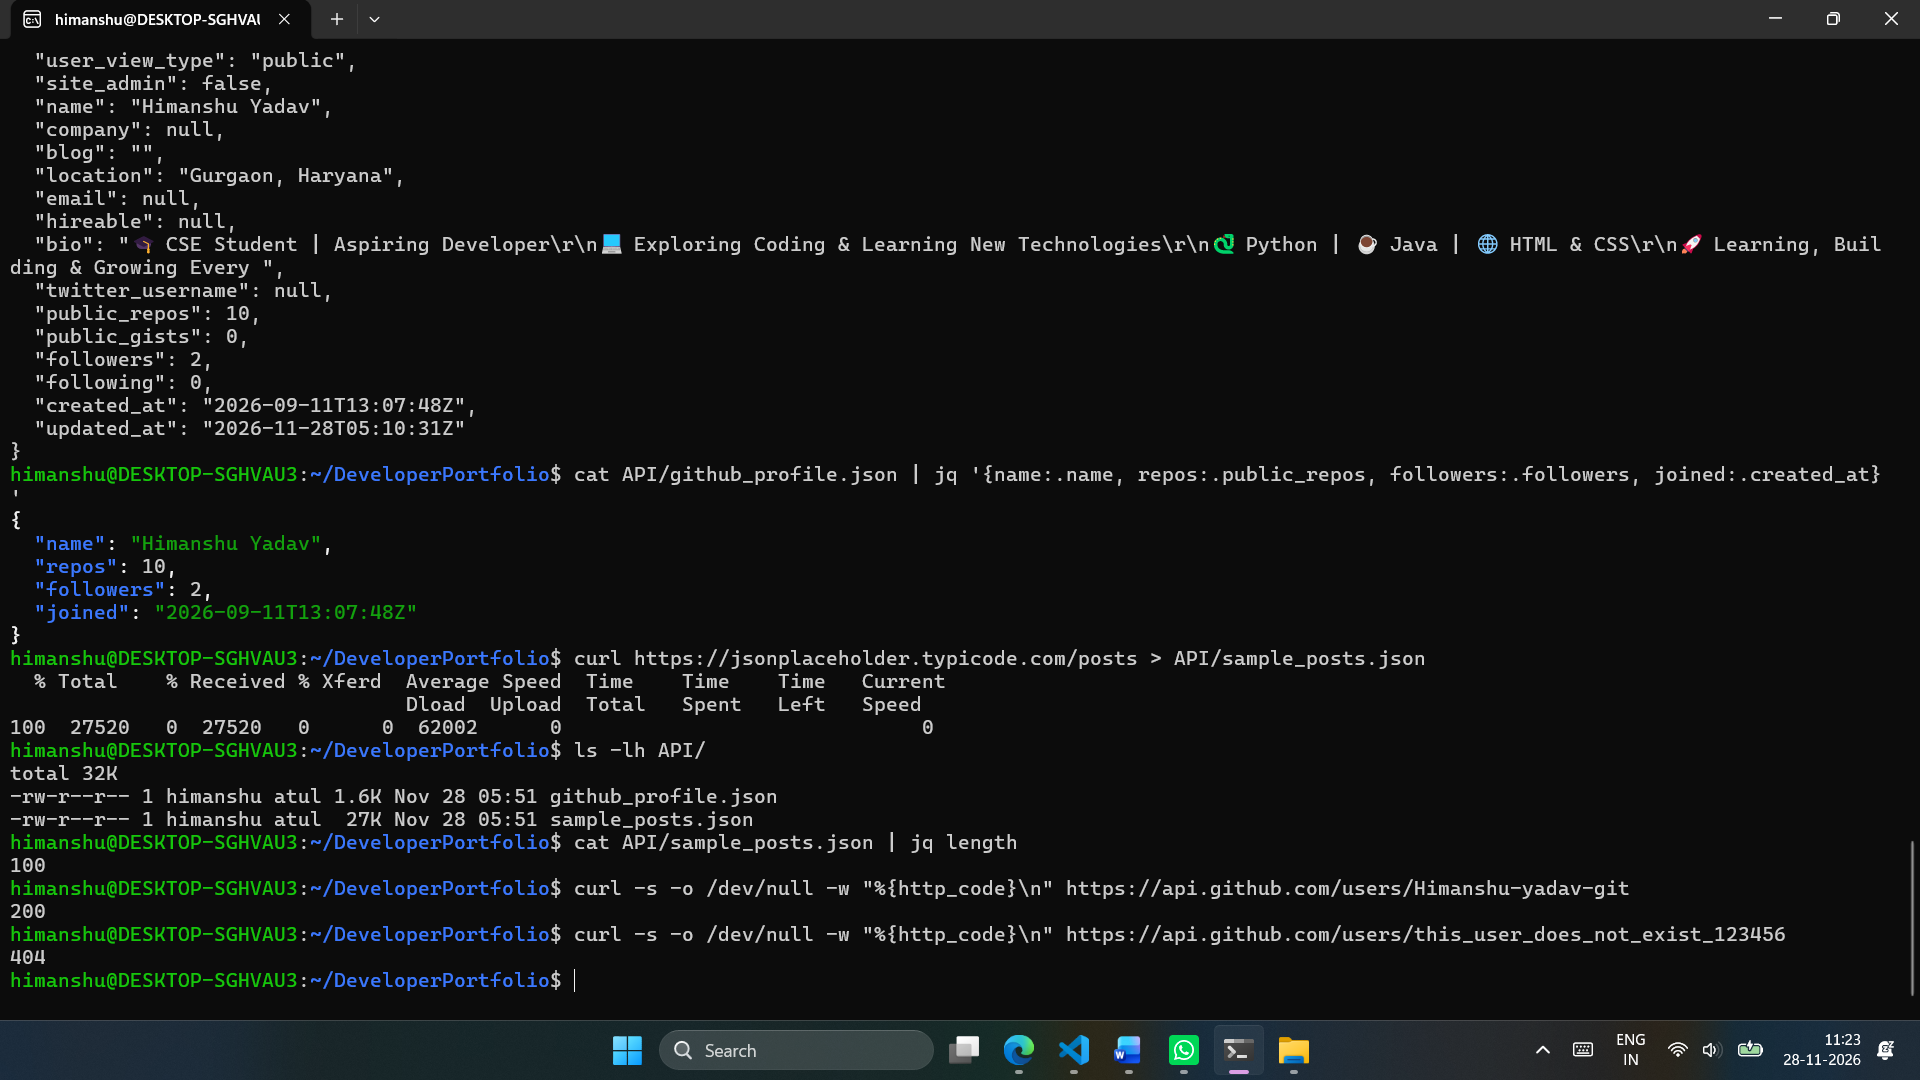 himanshu@DESKTOP-SGHVAU
"user_view_type": "public",
"site_admin": false,
"name": "Himanshu Yadav",
"company": null,
"blog": "",
"location": "Gurgaon, Haryana",
"email": null,
"hireable": null,
"bio": "🎓 CSE Student | Aspiring Developer\r\n💻 Exploring Coding & Learning New Technologies\r\n🐍 Python | ☕ Java | 🌐 HTML & CSS\r\n🚀 Learning, Buil
ding & Growing Every ",
"twitter_username": null,
"public_repos": 10,
"public_gists": 0,
"followers": 2,
"following": 0,
"created_at": "2026-09-11T13:07:48Z",
"updated_at": "2026-11-28T05:10:31Z"
}
himanshu@DESKTOP-SGHVAU3:~/DeveloperPortfolio$ cat API/github_profile.json | jq '{name:.name, repos:.public_repos, followers:.followers, joined:.created_at}
'
{
"name": "Himanshu Yadav",
"repos": 10,
"followers": 2,
"joined": "2026-09-11T13:07:48Z"
}
himanshu@DESKTOP-SGHVAU3:~/DeveloperPortfolio$ curl https://jsonplaceholder.typicode.com/posts > API/sample_posts.json
% Total    % Received % Xferd  Average Speed  Time    Time    Time   Current
Dload  Upload  Total   Spent   Left   Speed
100  27520   0  27520   0      0  62002      0                              0
himanshu@DESKTOP-SGHVAU3:~/DeveloperPortfolio$ ls -lh API/
total 32K
-rw-r--r-- 1 himanshu atul 1.6K Nov 28 05:51 github_profile.json
-rw-r--r-- 1 himanshu atul  27K Nov 28 05:51 sample_posts.json
himanshu@DESKTOP-SGHVAU3:~/DeveloperPortfolio$ cat API/sample_posts.json | jq length
100
himanshu@DESKTOP-SGHVAU3:~/DeveloperPortfolio$ curl -s -o /dev/null -w "%{http_code}\n" https://api.github.com/users/Himanshu-yadav-git
200
himanshu@DESKTOP-SGHVAU3:~/DeveloperPortfolio$ curl -s -o /dev/null -w "%{http_code}\n" https://api.github.com/users/this_user_does_not_exist_123456
404
himanshu@DESKTOP-SGHVAU3:~/DeveloperPortfolio$
Search
ENG
IN
11:23
28-11-2026